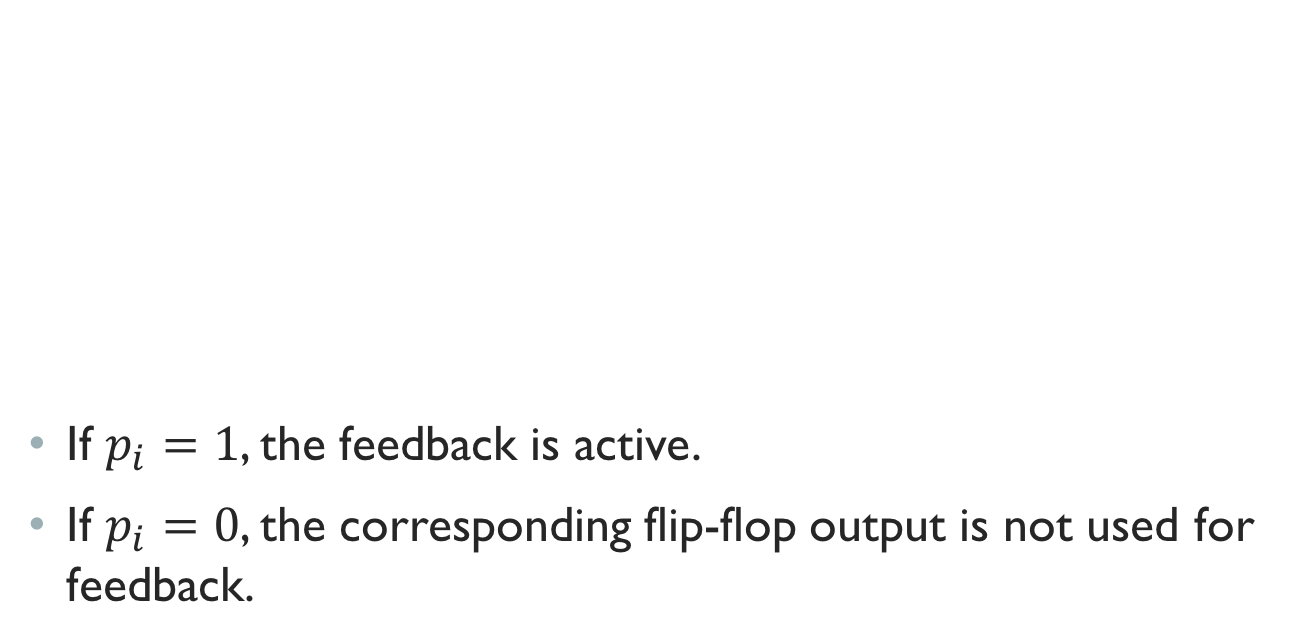 • If 𝑝ᵢ = 1, the feedback is active.
• If 𝑝ᵢ = 0, the corresponding flip-flop output is not used for
feedback.